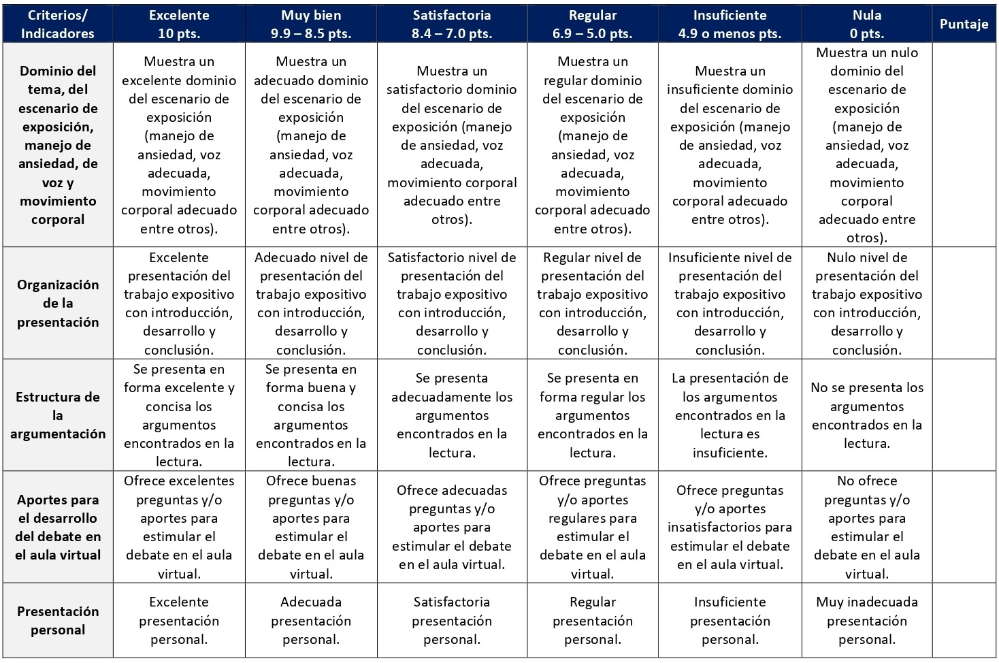 Criterios/
Indicadores
Excelente
10 pts.
Muy bien
9.9 – 8.5 pts.
Satisfactoria
8.4 – 7.0 pts.
Regular
6.9 – 5.0 pts.
Insuficiente
4.9 o menos pts.
Nula
0 pts.
Puntaje
Dominio del
tema, del
escenario de
exposición,
manejo de
ansiedad, de
voz y
movimiento
corporal
Muestra un
excelente dominio
del escenario de
exposición
(manejo de
ansiedad, voz
adecuada,
movimiento
corporal adecuado
entre otros).
Muestra un
adecuado dominio
del escenario de
exposición
(manejo de
ansiedad, voz
adecuada,
movimiento
corporal adecuado
entre otros).
Muestra un
satisfactorio dominio
del escenario de
exposición (manejo
de ansiedad, voz
adecuada,
movimiento corporal
adecuado entre
otros).
Muestra un
regular dominio
del escenario de
exposición
(manejo de
ansiedad, voz
adecuada,
movimiento
corporal adecuado
entre otros).
Muestra un
insuficiente dominio
del escenario de
exposición (manejo
de ansiedad, voz
adecuada,
movimiento
corporal adecuado
entre otros).
Muestra un nulo
dominio del
escenario de
exposición
(manejo de
ansiedad, voz
adecuada,
movimiento
corporal
adecuado entre
otros).
Organización
de la
presentación
Excelente
presentación del
trabajo expositivo
con introducción,
desarrollo y
conclusión.
Adecuado nivel de
presentación del
trabajo expositivo
con introducción,
desarrollo y
conclusión.
Satisfactorio nivel de
presentación del
trabajo expositivo
con introducción,
desarrollo y
conclusión.
Regular nivel de
presentación del
trabajo expositivo
con introducción,
desarrollo y
conclusión.
Insuficiente nivel de
presentación del
trabajo expositivo
con introducción,
desarrollo y
conclusión.
Nulo nivel de
presentación del
trabajo expositivo
con introducción,
desarrollo y
conclusión.
Estructura de
la
argumentación
Se presenta en
forma excelente y
concisa los
argumentos
encontrados en la
lectura.
Se presenta en
forma buena y
concisa los
argumentos
encontrados en la
lectura.
Se presenta
adecuadamente los
argumentos
encontrados en la
lectura.
Se presenta en
forma regular los
argumentos
encontrados en la
lectura.
La presentación de
los argumentos
encontrados en la
lectura es
insuficiente.
No se presenta los
argumentos
encontrados en la
lectura.
Aportes para
el desarrollo
del debate en
el aula virtual
Ofrece excelentes
preguntas y/o
aportes para
estimular el
debate en el aula
virtual.
Ofrece buenas
preguntas y/o
aportes para
estimular el
debate en el aula
virtual.
Ofrece adecuadas
preguntas y/o
aportes para
estimular el debate
en el aula virtual.
Ofrece preguntas
y/o aportes
regulares para
estimular el
debate en el aula
virtual.
Ofrece preguntas
y/o aportes
insatisfactorios para
estimular el debate
en el aula virtual.
No ofrece
preguntas y/o
aportes para
estimular el
debate en el aula
virtual.
Presentación
personal
Excelente
presentación
personal.
Adecuada
presentación
personal.
Satisfactoria
presentación
personal.
Regular
presentación
personal.
Insuficiente
presentación
personal.
Muy inadecuada
presentación
personal.